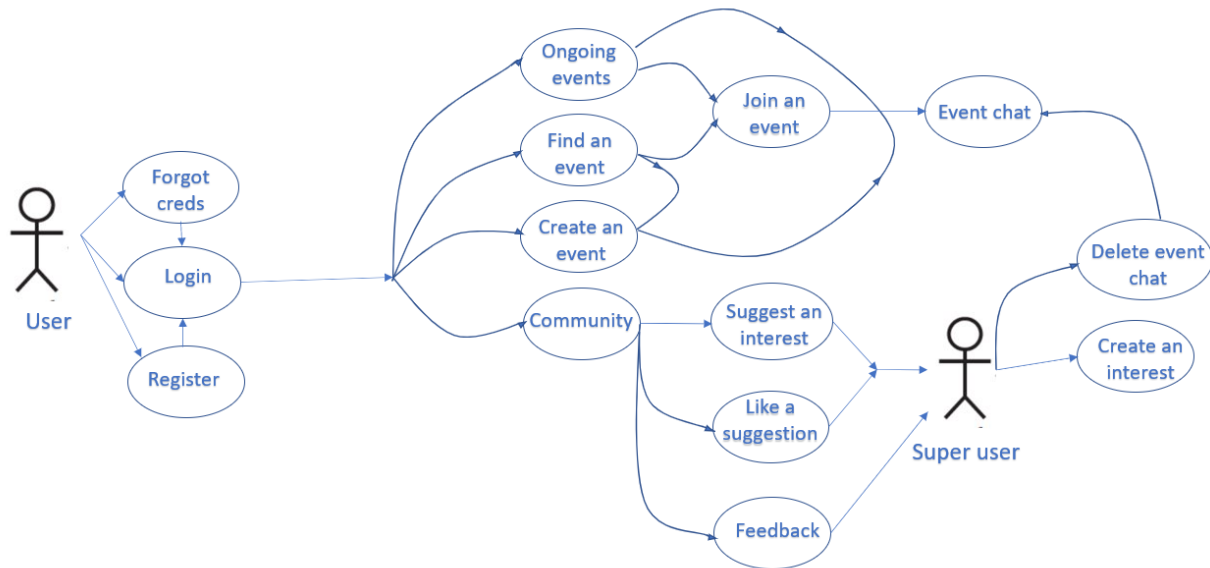 Ongoing
events
Join an
event
Event chat
Find an
event
Forgot
creds
Create an
event
Login
Delete event
chat
User
Community
Suggest an
interest
Create an
interest
Register
Like a
suggestion
Super user
Feedback